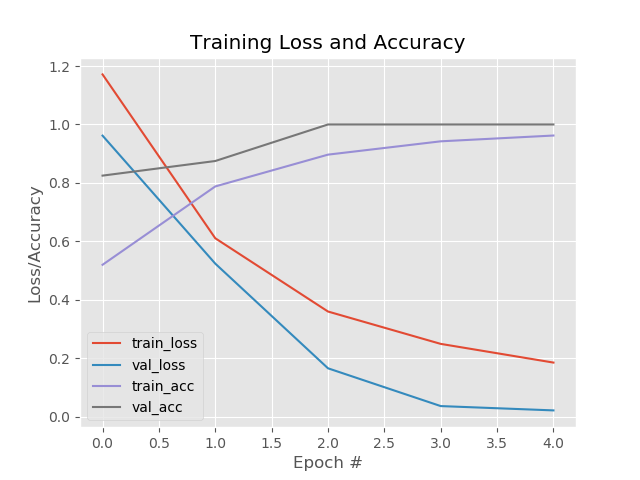 Training Loss and Accuracy
Loss/Accuracy
1.2
1.0
0.8
0.6
0.4
0.2
0.0
train_loss
val_loss
train_acc
val_acc
0.0 0.5 1.0 1.5 2.0 2.5 3.0 3.5 4.0
Epoch #